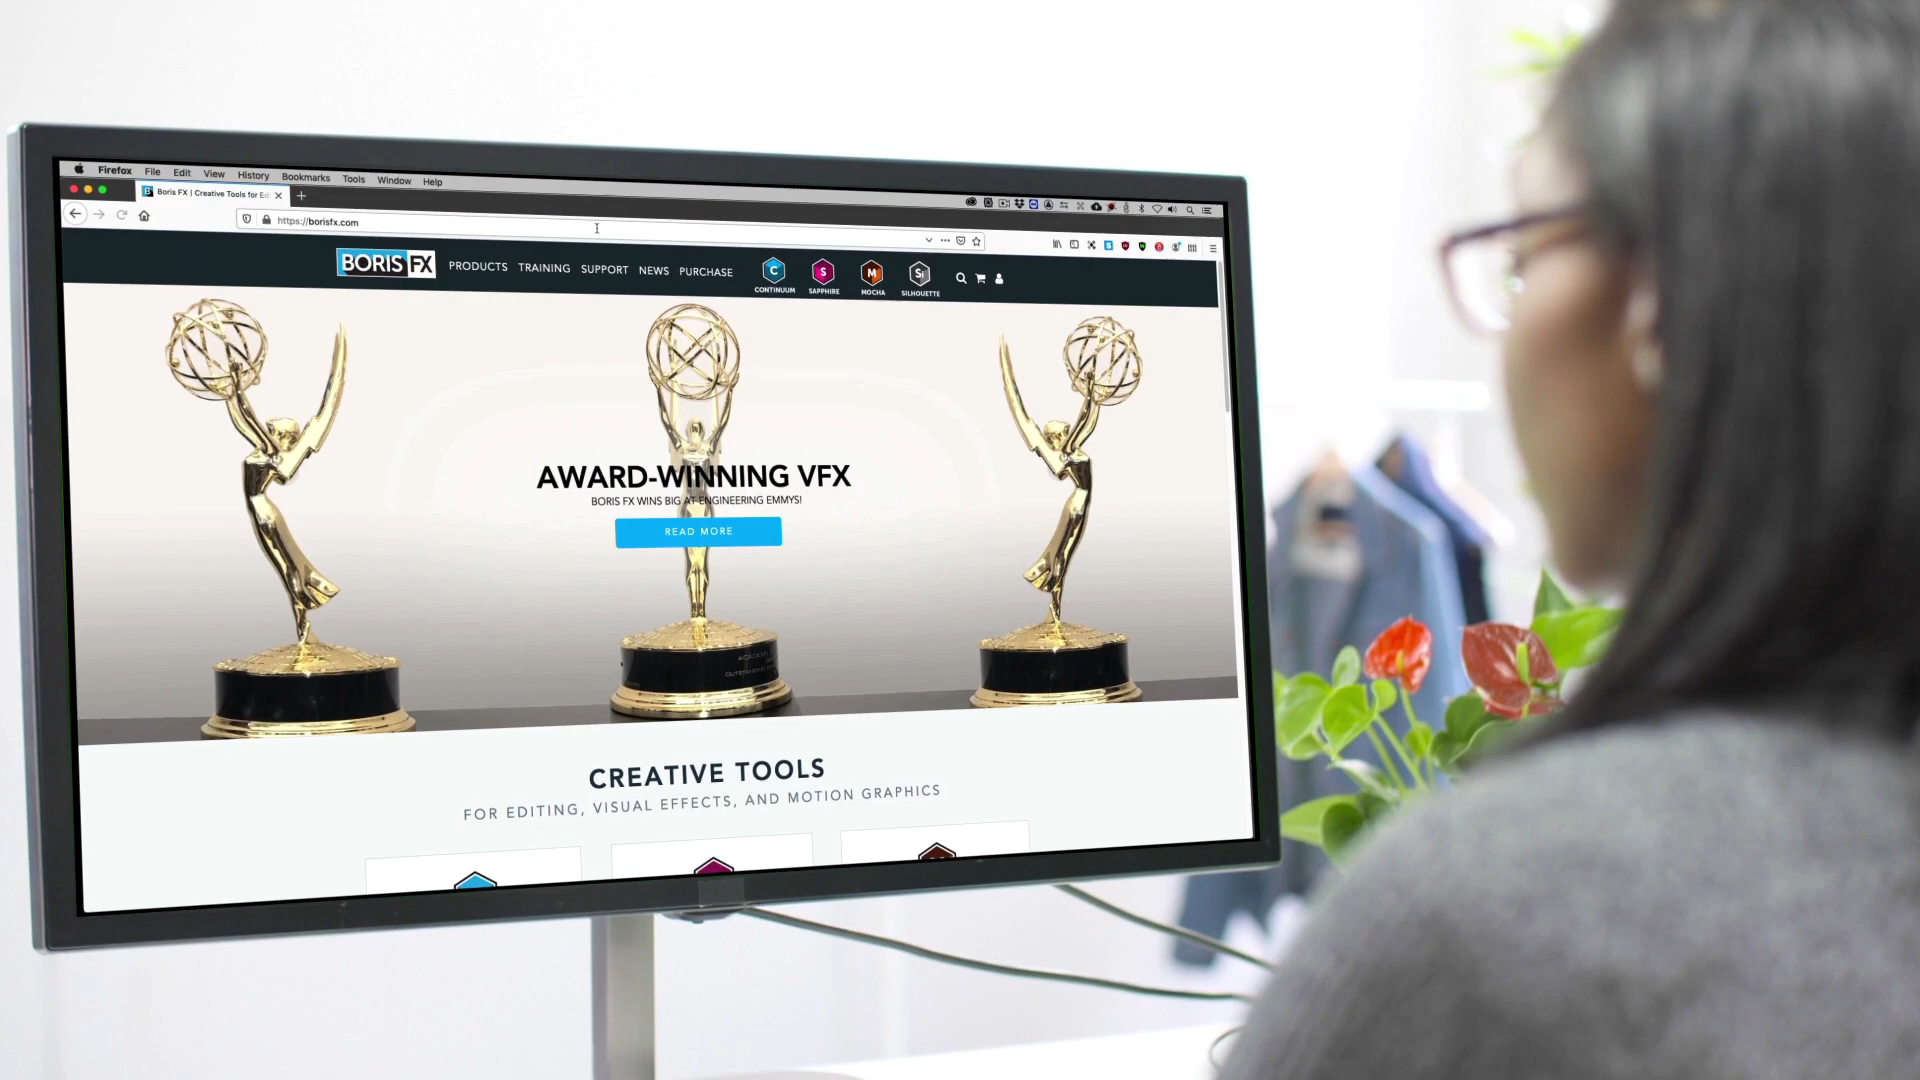 Firefox File Edit View History Bookmarks Tools Window Help
Boris FX | Creative Tools for Ed
https://borisfx.com
BORIS FX PRODUCTS TRAINING SUPPORT NEWS PURCHASE
C S M Si
CONTINUUM SAPPHIRE MOCHA SILHOUETTE
AWARD-WINNING VFX
BORIS FX WINS BIG AT ENGINEERING EMMYS!
READ MORE
CREATIVE TOOLS
FOR EDITING, VISUAL EFFECTS, AND MOTION GRAPHICS